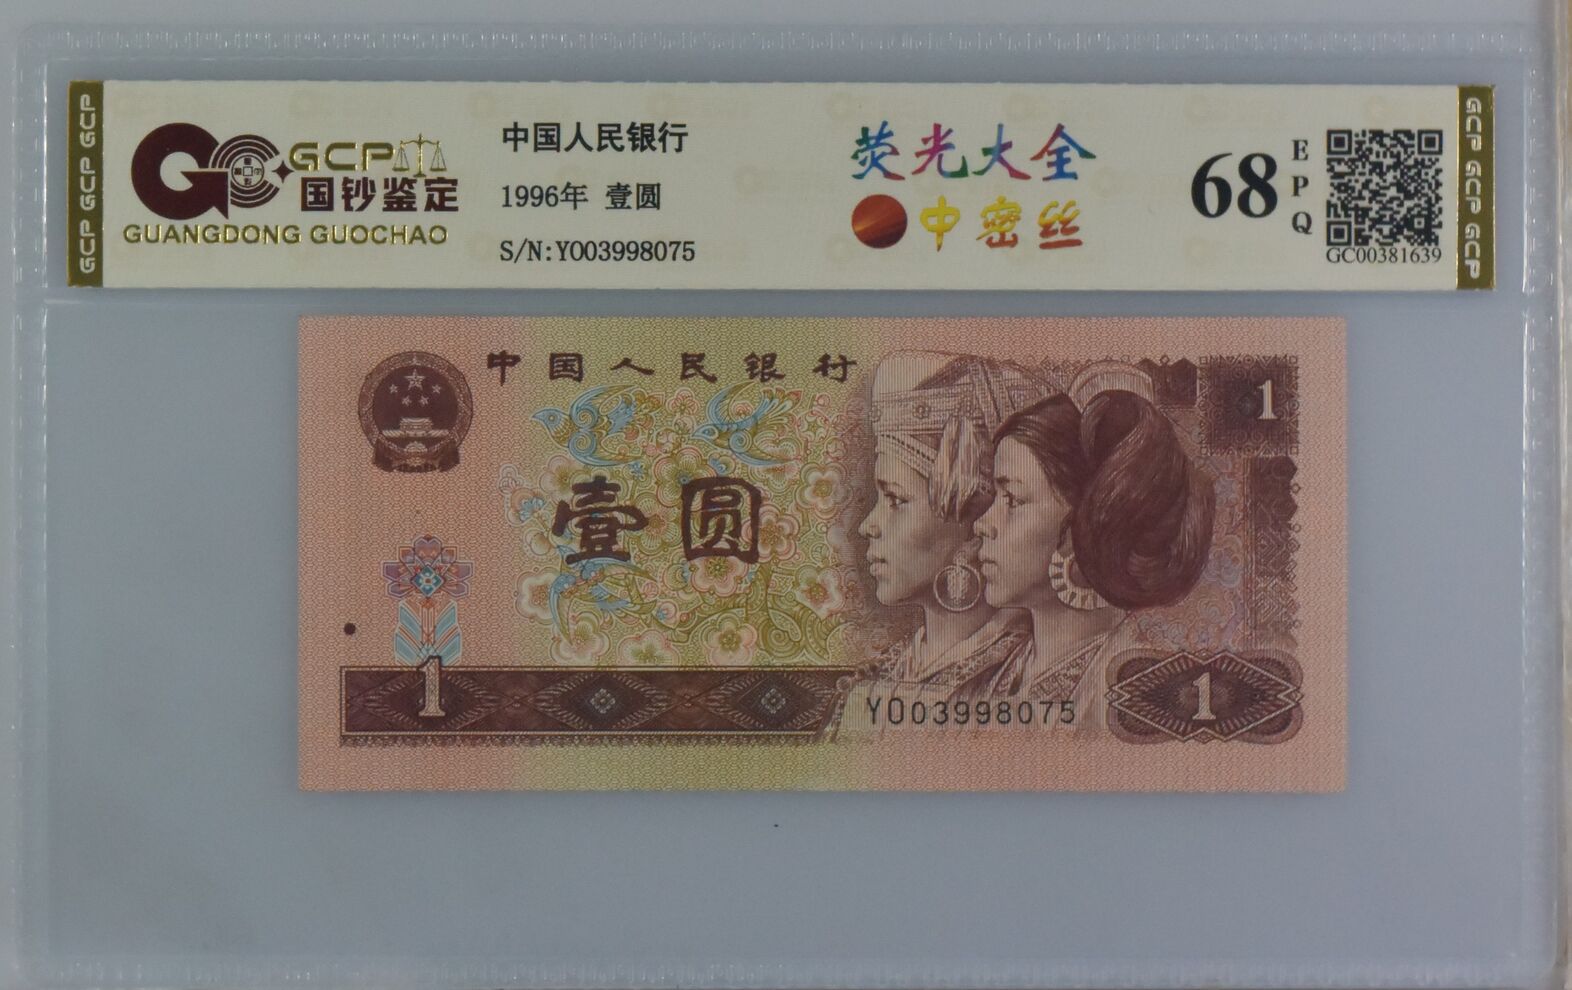 GCP GCP GCP
GCP
国钞鉴定
GUANGDONG GUOCHAO
中国人民银行
1996年 壹圆
S/N:Y003998075
荧光大全
中密丝
68
EPQ
GC00381639
GCP GCP GCP
中国人民银行
1
壹圆
1
Y003998075
1